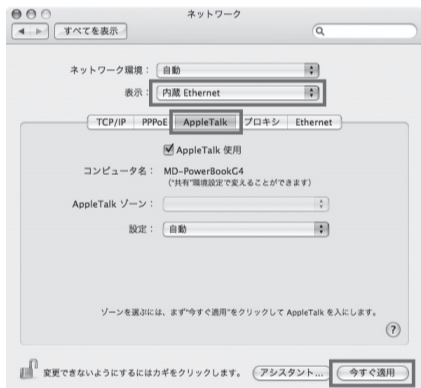 ネットワーク
すべてを表示
ネットワーク環境： 自動
表示： 内蔵 Ethernet
TCP/IP PPPoE AppleTalk プロキシ Ethernet
AppleTalk 使用
コンピュータ名： MD-PowerBookG4
("共有"環境設定で変えることができます)
AppleTalk ゾーン：
設定： 自動
ゾーンを選ぶには、まず"今すぐ適用"をクリックして AppleTalk を入にします。
?
変更できないようにするにはカギをクリックします。 アシスタント... 今すぐ適用